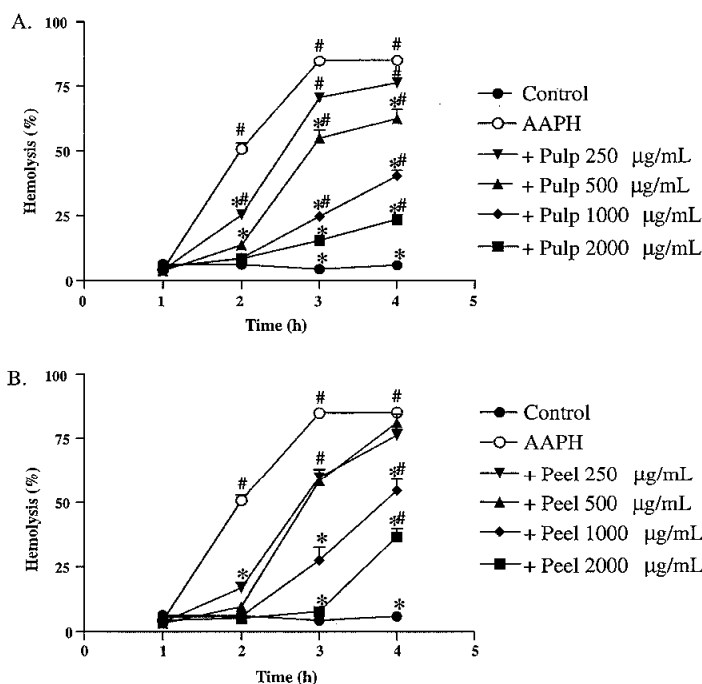 A.
100
75
50
25
0
Hemolysis (%)
# #
# # #
*# *#
*# * *# *# *#
* *#
* *
0 1 2 3 4 5
Time (h)
Control
AAPH
+ Pulp 250 µg/mL
+ Pulp 500 µg/mL
+ Pulp 1000 µg/mL
+ Pulp 2000 µg/mL
B.
100
75
50
25
0
Hemolysis (%)
# #
# #
*#
* * *#
* *
0 1 2 3 4 5
Time (h)
Control
AAPH
+ Peel 250 µg/mL
+ Peel 500 µg/mL
+ Peel 1000 µg/mL
+ Peel 2000 µg/mL